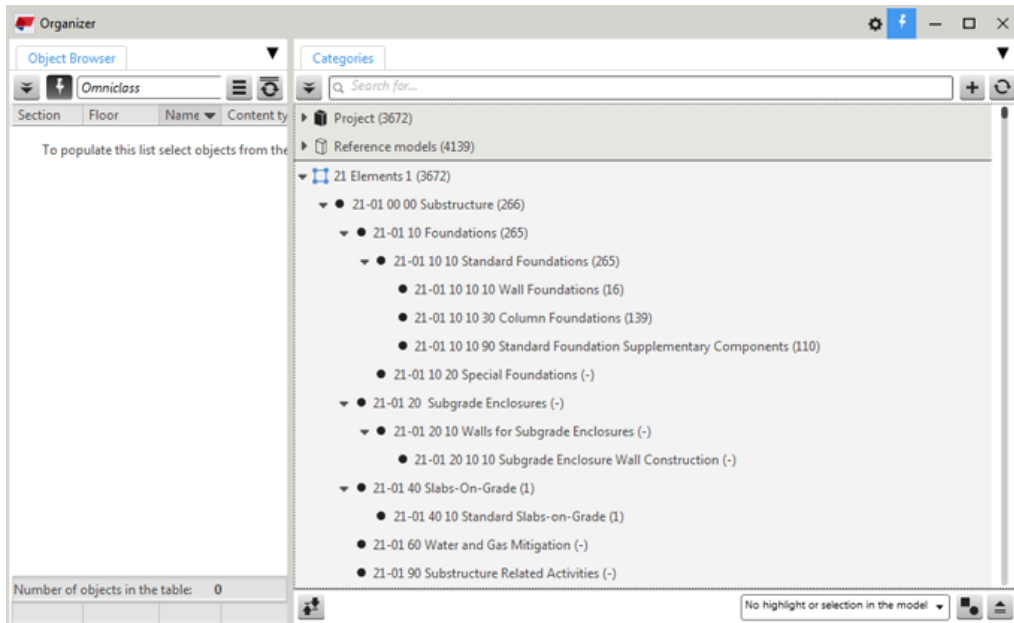 Organizer
Object Browser
Omniclass
Section Floor Name Content ty
To populate this list select objects from the
Number of objects in the table: 0
Categories
Search for...
Project (3672)
Reference models (4139)
21 Elements 1 (3672)
21-01 00 00 Substructure (266)
21-01 10 Foundations (265)
21-01 10 10 Standard Foundations (265)
21-01 10 10 10 Wall Foundations (16)
21-01 10 10 30 Column Foundations (139)
21-01 10 10 90 Standard Foundation Supplementary Components (110)
21-01 10 20 Special Foundations (-)
21-01 20 Subgrade Enclosures (-)
21-01 20 10 Walls for Subgrade Enclosures (-)
21-01 20 10 10 Subgrade Enclosure Wall Construction (-)
21-01 40 Slabs-On-Grade (1)
21-01 40 10 Standard Slabs-on-Grade (1)
21-01 60 Water and Gas Mitigation (-)
21-01 90 Substructure Related Activities (-)
No highlight or selection in the model